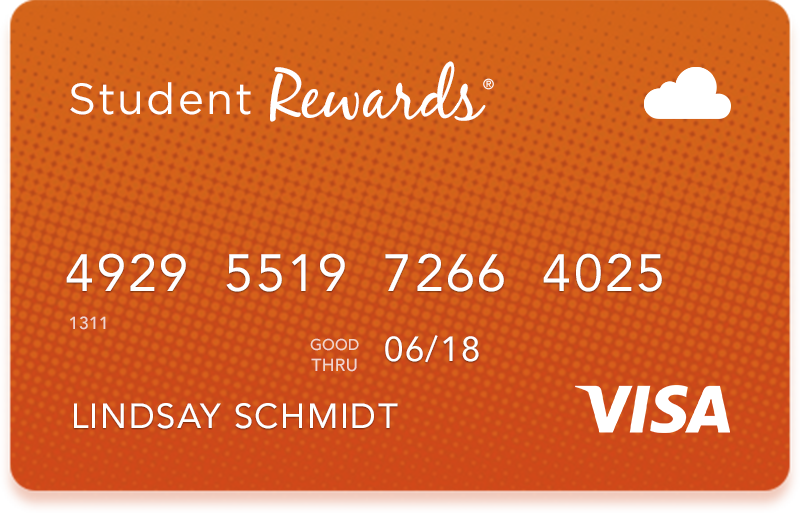 Student Rewards®
4929 5519 7266 4025
1311
GOOD THRU 06/18
LINDSAY SCHMIDT
VISA